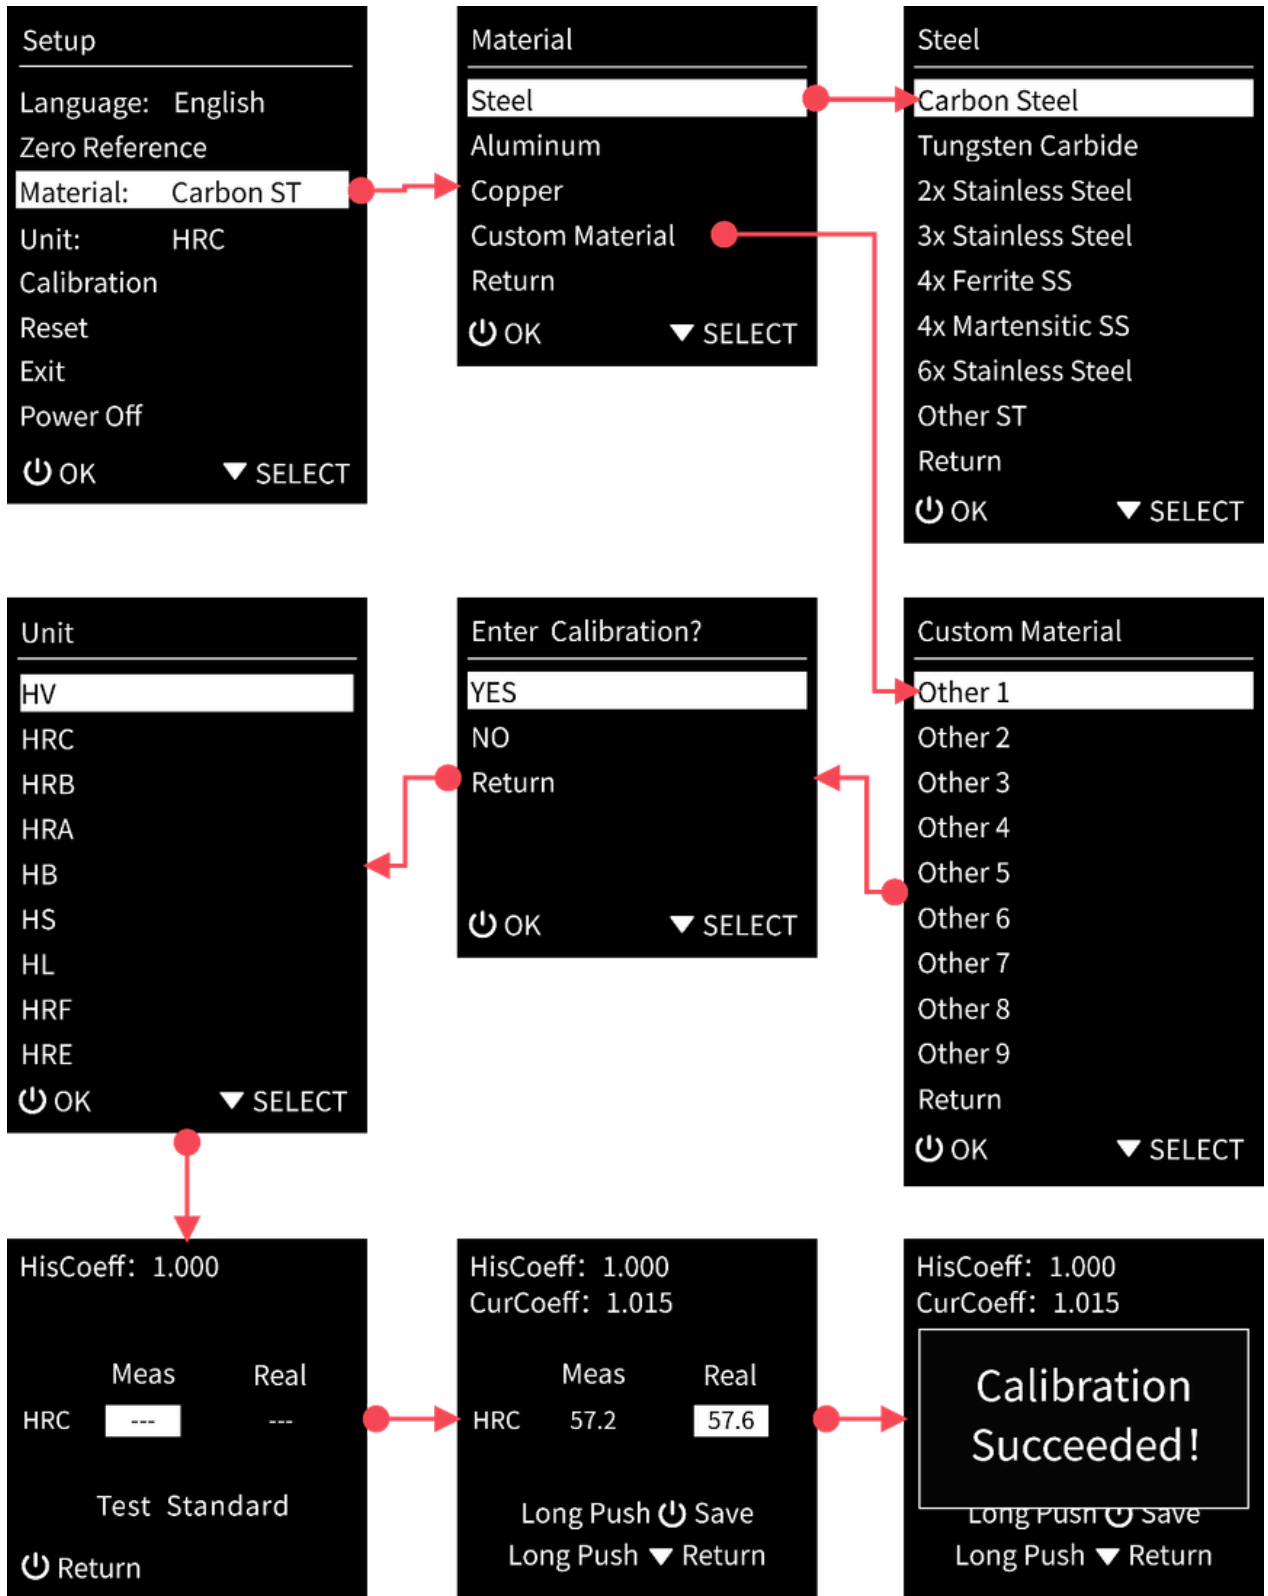 Setup
Language: English
Zero Reference
Material: Carbon ST
Unit: HRC
Calibration
Reset
Exit
Power Off
OK SELECT
Material
Steel
Aluminum
Copper
Custom Material
Return
OK SELECT
Steel
Carbon Steel
Tungsten Carbide
2x Stainless Steel
3x Stainless Steel
4x Ferrite SS
4x Martensitic SS
6x Stainless Steel
Other ST
Return
OK SELECT
Unit
HV
HRC
HRB
HRA
HB
HS
HL
HRF
HRE
OK SELECT
Enter Calibration?
YES
NO
Return
OK SELECT
Custom Material
Other 1
Other 2
Other 3
Other 4
Other 5
Other 6
Other 7
Other 8
Other 9
Return
OK SELECT
HisCoeff: 1.000
Meas Real
HRC --- ---
Test Standard
Return
HisCoeff: 1.000
CurCoeff: 1.015
Meas Real
HRC 57.2 57.6
Long Push Save
Long Push Return
HisCoeff: 1.000
CurCoeff: 1.015
Calibration
Succeeded!
Long Push Save
Long Push Return